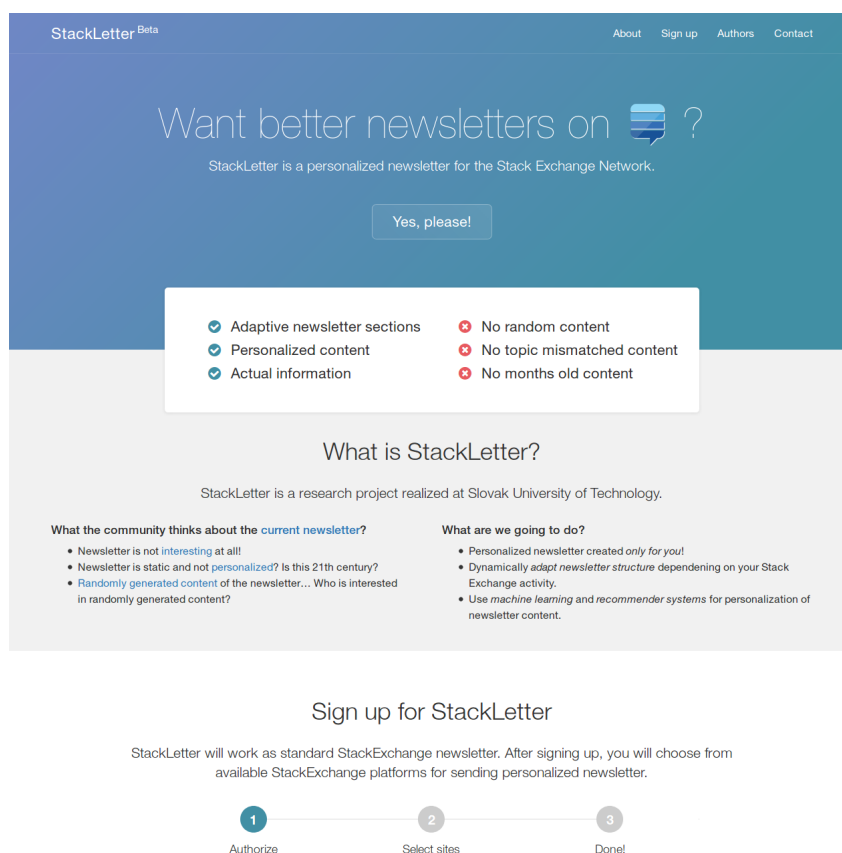 StackLetter Beta
About Sign up Authors Contact
Want better newsletters on ?
StackLetter is a personalized newsletter for the Stack Exchange Network.
Yes, please!
Adaptive newsletter sections
Personalized content
Actual information
No random content
No topic mismatched content
No months old content
What is StackLetter?
StackLetter is a research project realized at Slovak University of Technology.
What the community thinks about the current newsletter?
Newsletter is not interesting at all!
Newsletter is static and not personalized? Is this 21th century?
Randomly generated content of the newsletter… Who is interested
in randomly generated content?
What are we going to do?
Personalized newsletter created only for you!
Dynamically adapt newsletter structure dependening on your Stack
Exchange activity.
Use machine learning and recommender systems for personalization of
newsletter content.
Sign up for StackLetter
StackLetter will work as standard StackExchange newsletter. After signing up, you will choose from
available StackExchange platforms for sending personalized newsletter.
1 2 3
Authorize Select sites Done!